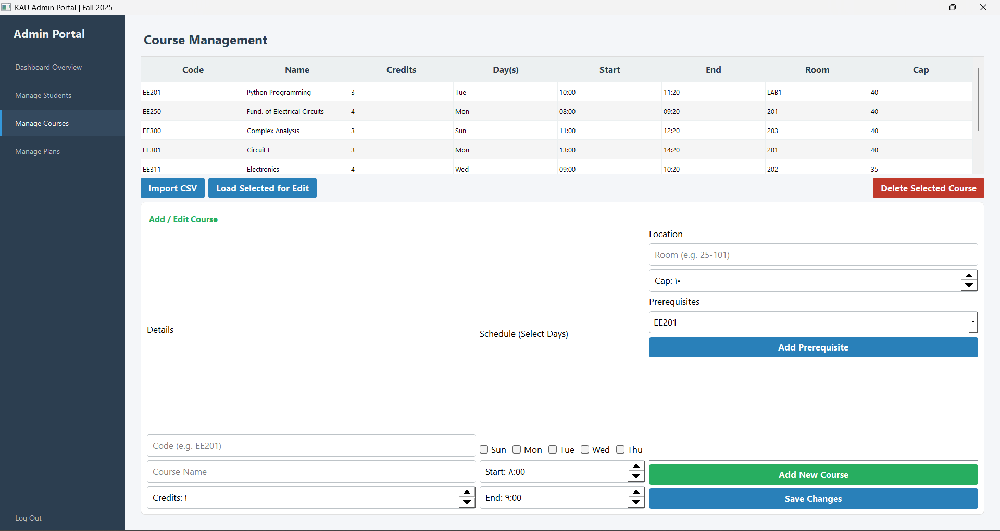 KAU Admin Portal | Fall 2025
Admin Portal
Dashboard Overview
Manage Students
Manage Courses
Manage Plans
Log Out
Course Management
Code Name Credits Day(s) Start End Room Cap
EE201 Python Programming 3 Tue 10:00 11:20 LAB1 40
EE250 Fund. of Electrical Circuits 4 Mon 08:00 09:20 201 40
EE300 Complex Analysis 3 Sun 11:00 12:20 203 40
EE301 Circuit I 3 Mon 13:00 14:20 201 40
EE311 Electronics 4 Wed 09:00 10:20 202 35
Import CSV Load Selected for Edit Delete Selected Course
Add / Edit Course
Details
Code (e.g. EE201)
Course Name
Credits: ١
Schedule (Select Days)
Sun Mon Tue Wed Thu
Start: ٨:00
End: ٩:00
Location
Room (e.g. 25-101)
Cap: ١٠
Prerequisites
EE201
Add Prerequisite
Add New Course
Save Changes